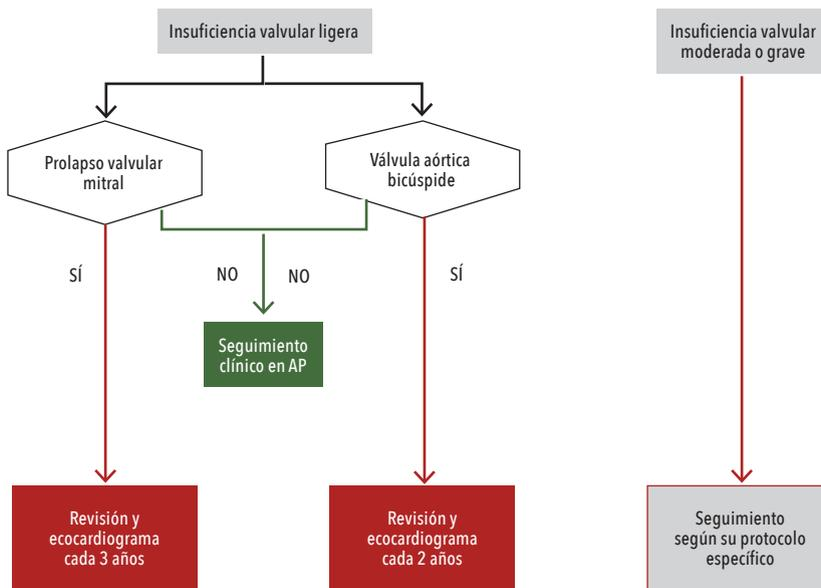 Insuficiencia valvular ligera
Insuficiencia valvular
moderada o grave
Prolapso valvular
mitral
Válvula aórtica
bicúspide
SÍ
NO
NO
SÍ
Seguimiento
clínico en AP
Revisión y
ecocardiograma
cada 3 años
Revisión y
ecocardiograma
cada 2 años
Seguimiento
según su protocolo
específico